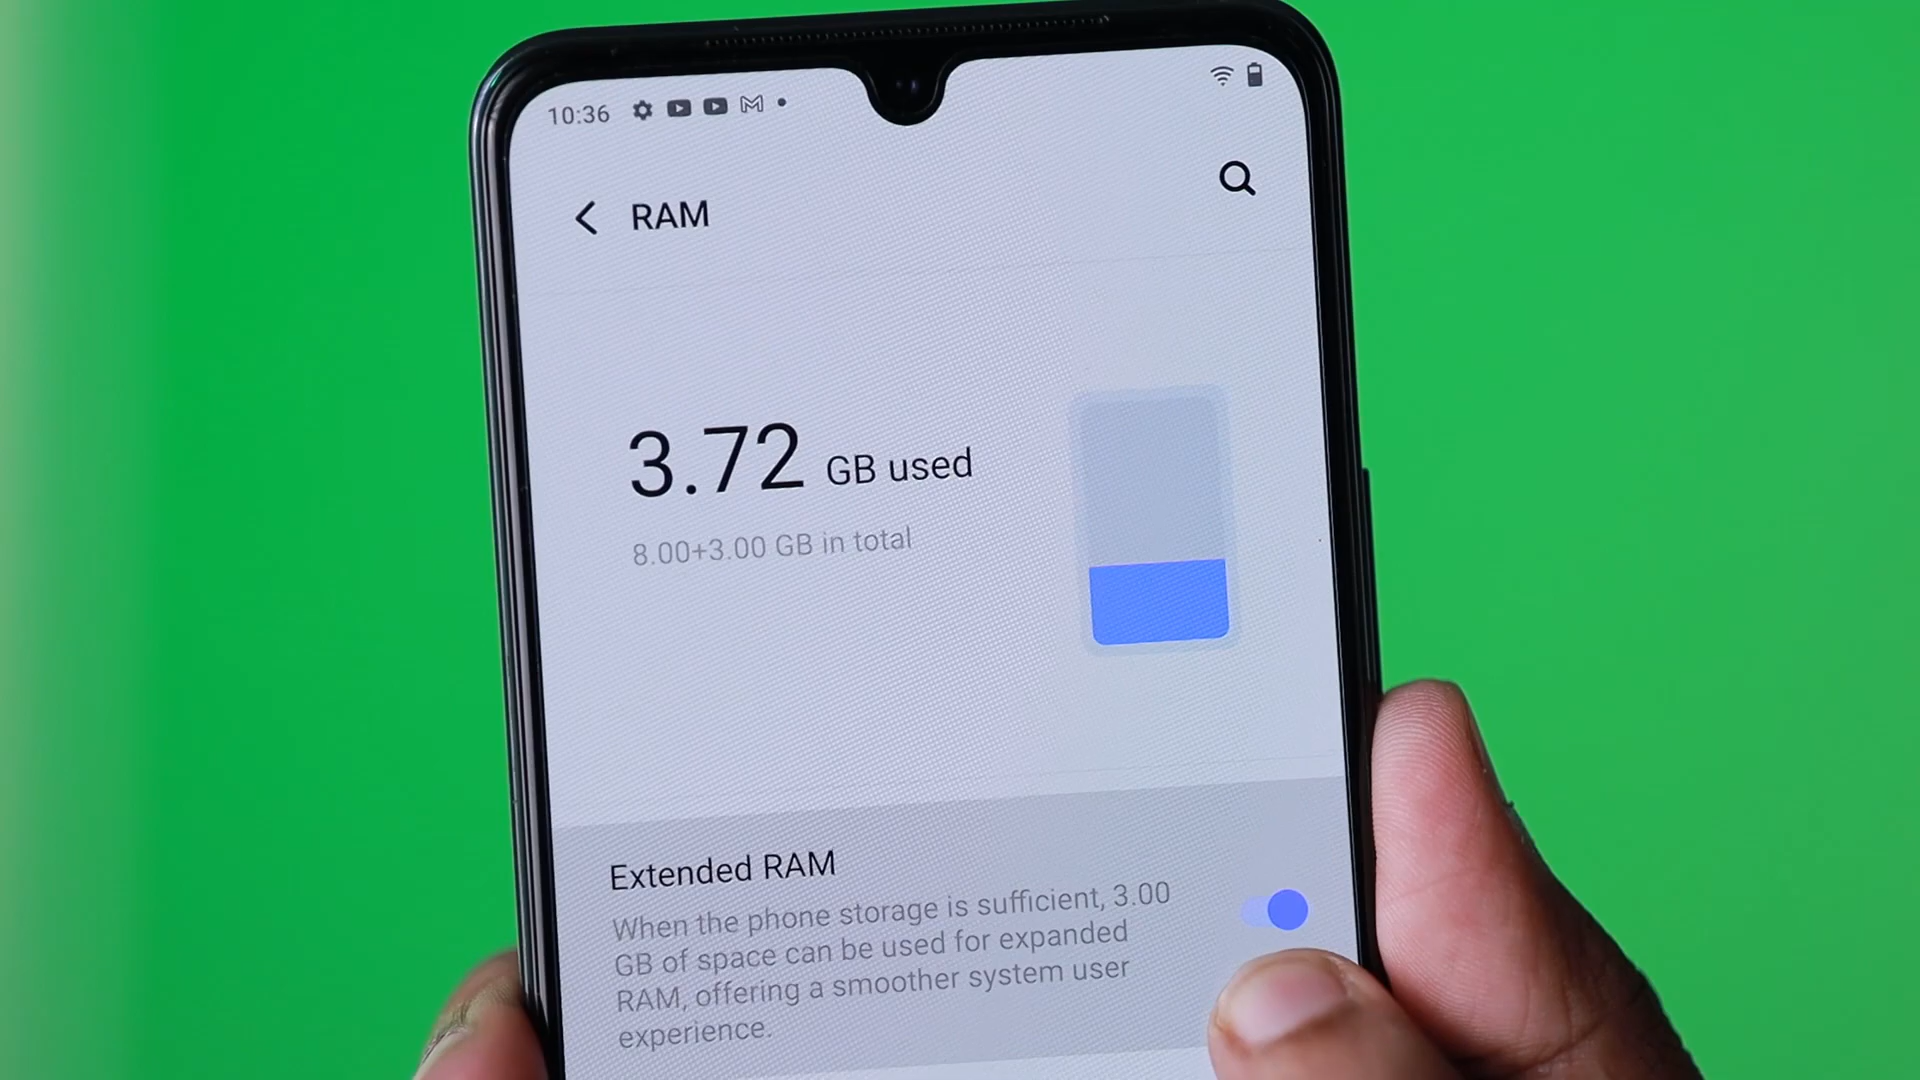 10:36
RAM
3.72 GB used
8.00+3.00 GB in total
Extended RAM
When the phone storage is sufficient, 3.00
GB of space can be used for expanded
RAM, offering a smoother system user
experience.